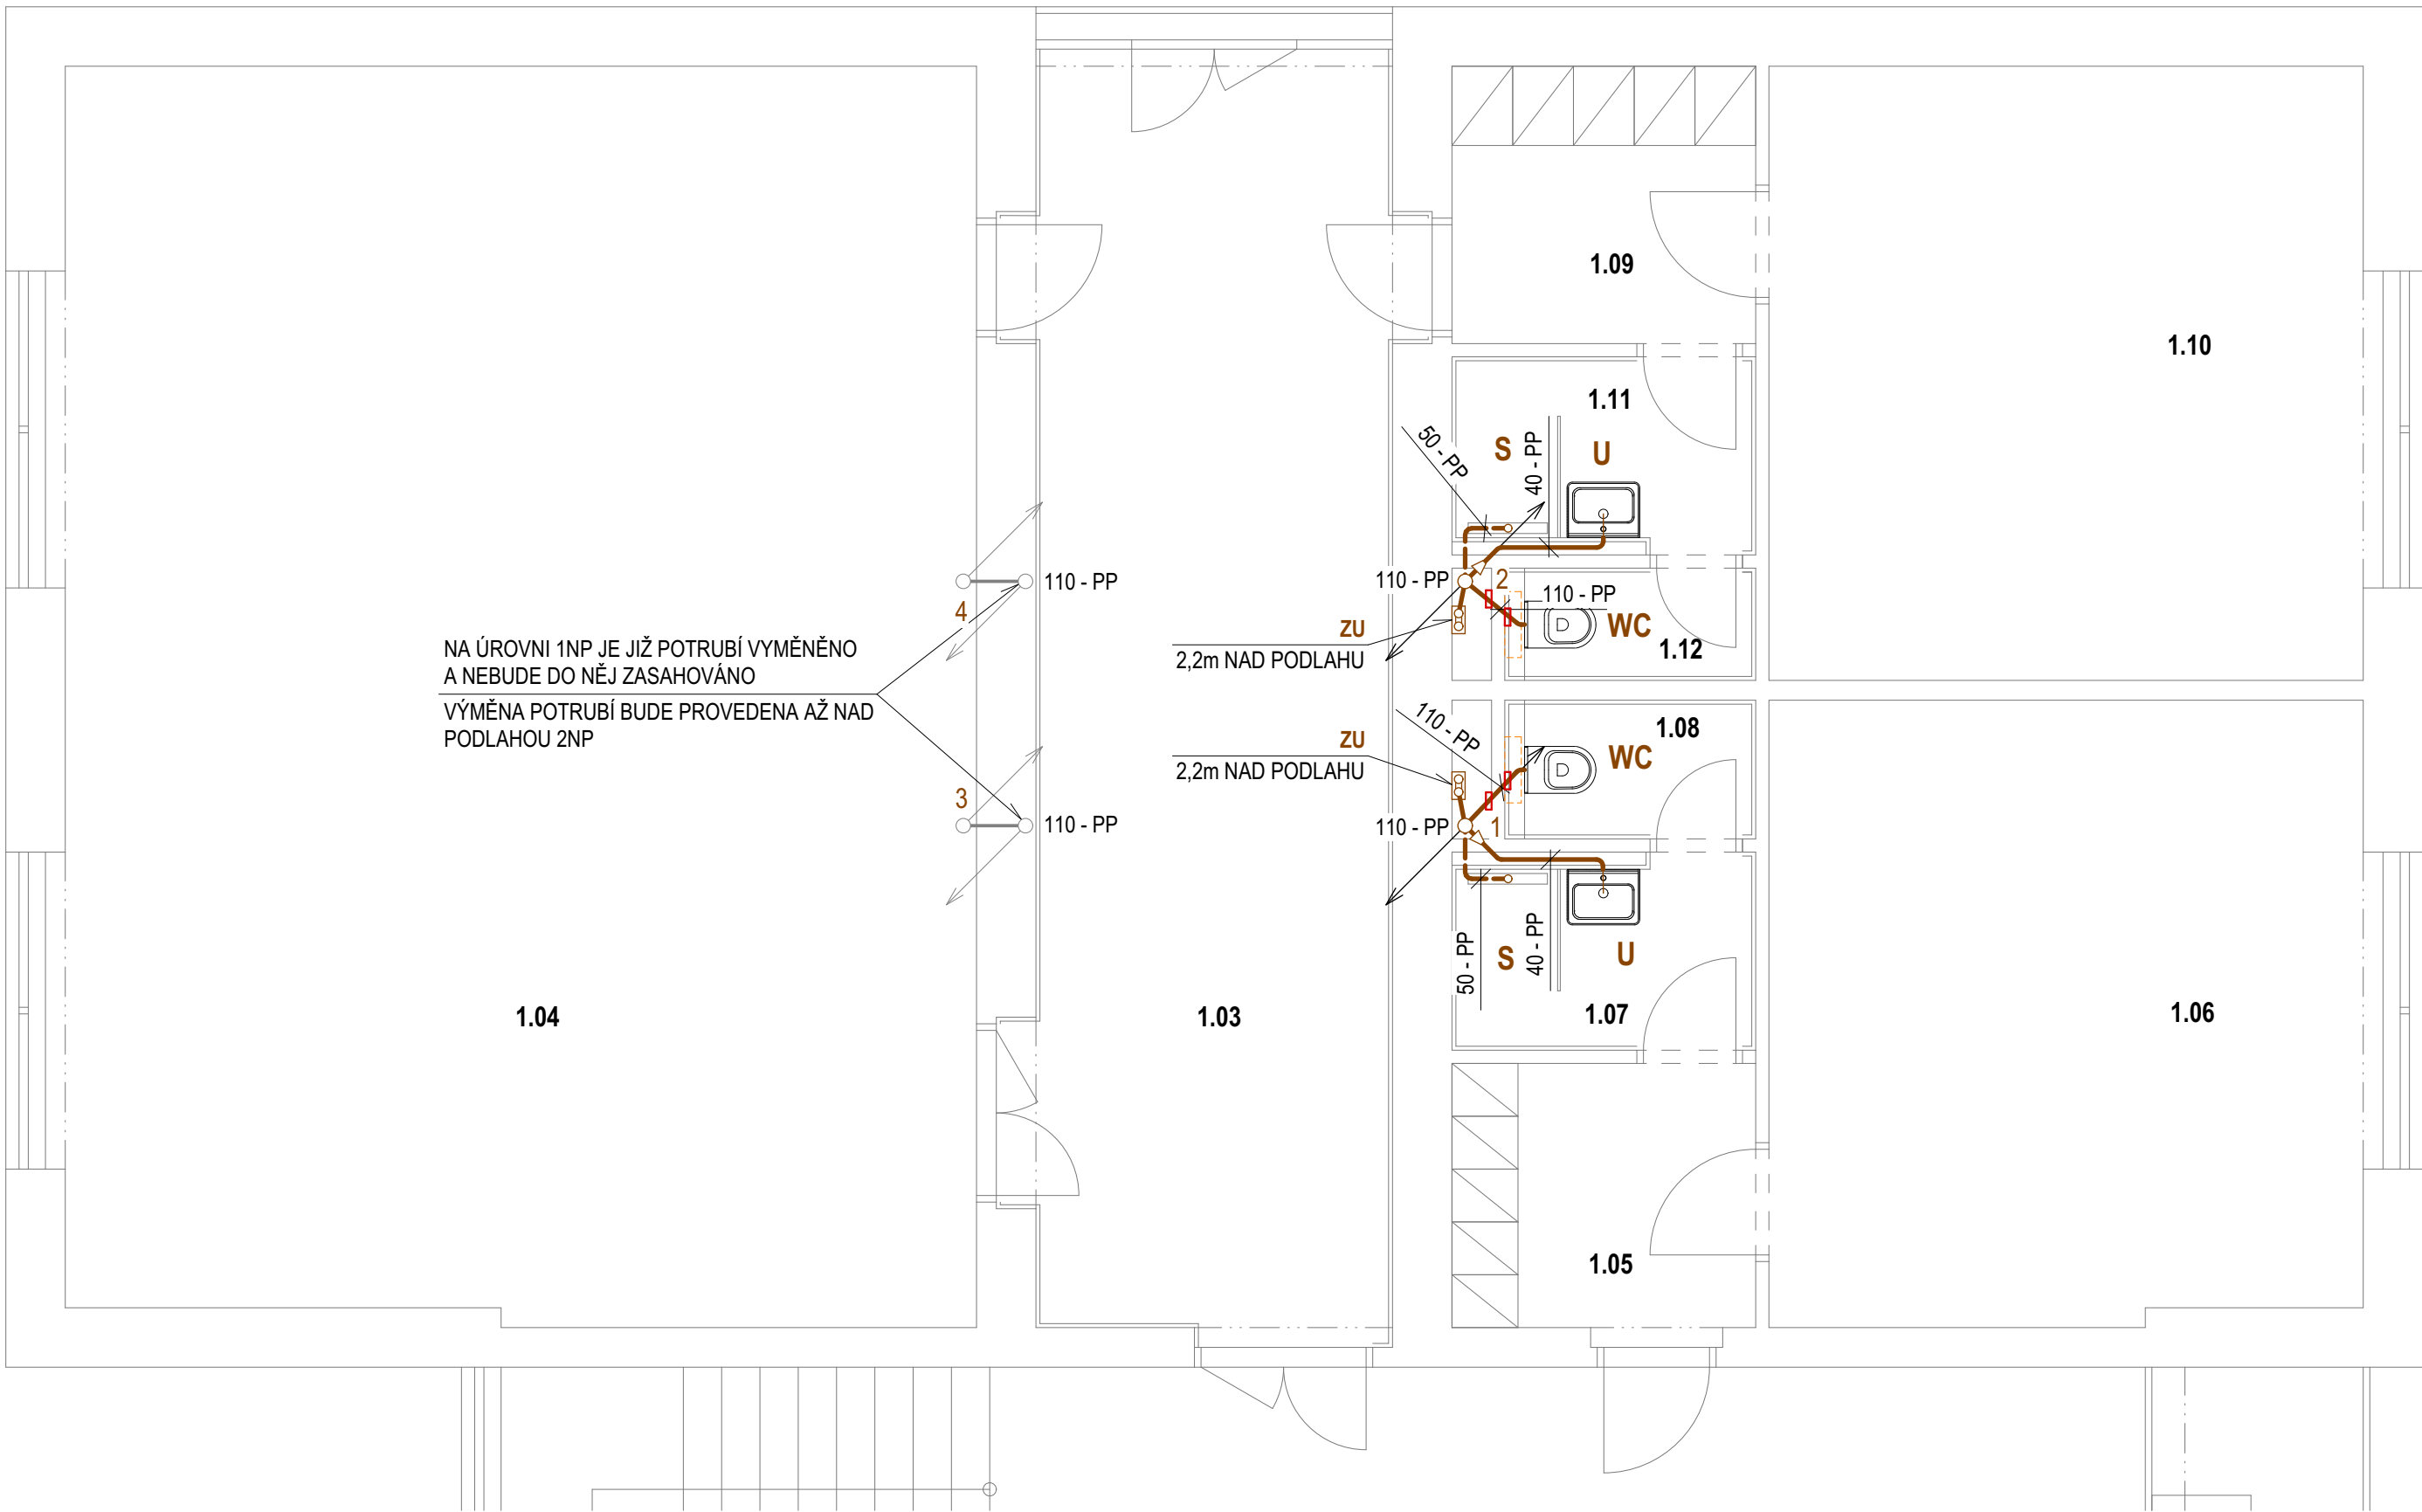 1.09
1.10
1.11
50 - PP
S
40 - PP
U
4
110 - PP
110 - PP
2
110 - PP
WC
1.12
NA ÚROVNI 1NP JE JIŽ POTRUBÍ VYMĚNĚNO
A NEBUDE DO NĚJ ZASAHOVÁNO
VÝMĚNA POTRUBÍ BUDE PROVEDENA AŽ NAD
PODLAHOU 2NP
ZU
2,2m NAD PODLAHU
ZU
2,2m NAD PODLAHU
110 - PP
1.08
WC
3
110 - PP
110 - PP
1
50 - PP
S
40 - PP
U
1.04
1.03
1.07
1.06
1.05